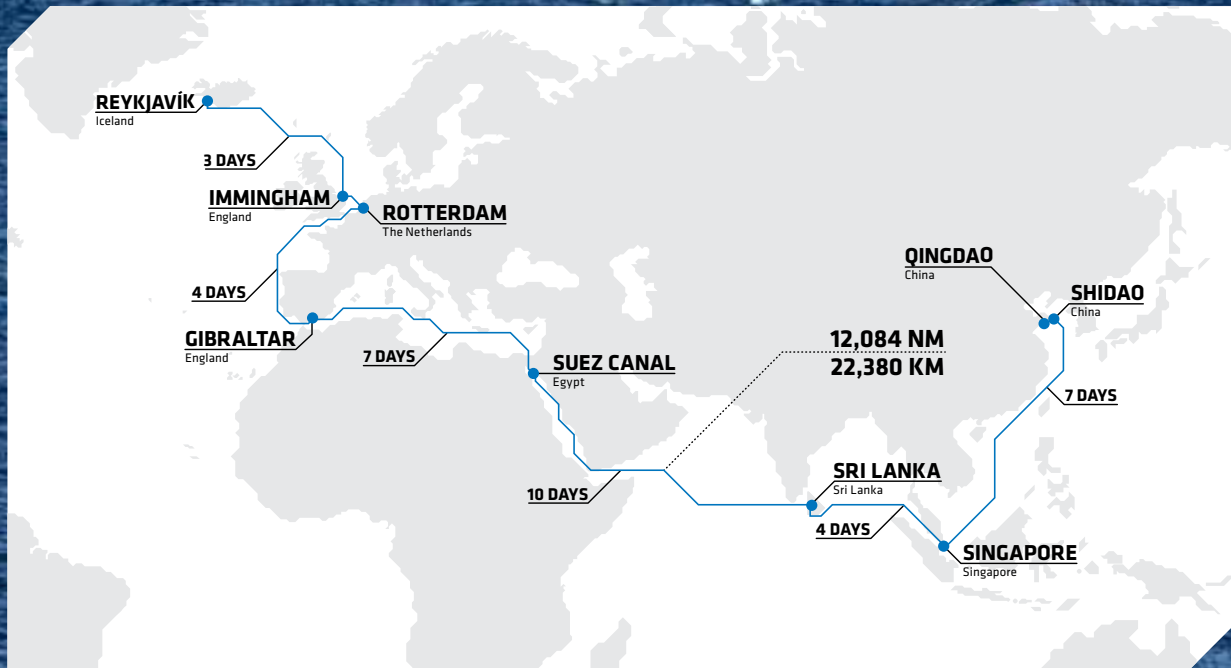 REYKJAVÍK
Iceland
3 DAYS
IMMINGHAM
England
ROTTERDAM
The Netherlands
4 DAYS
GIBRALTAR
England
7 DAYS
SUEZ CANAL
Egypt
10 DAYS
12,084 NM
22,380 KM
SRI LANKA
Sri Lanka
4 DAYS
SINGAPORE
Singapore
7 DAYS
QINGDAO
China
SHIDAO
China